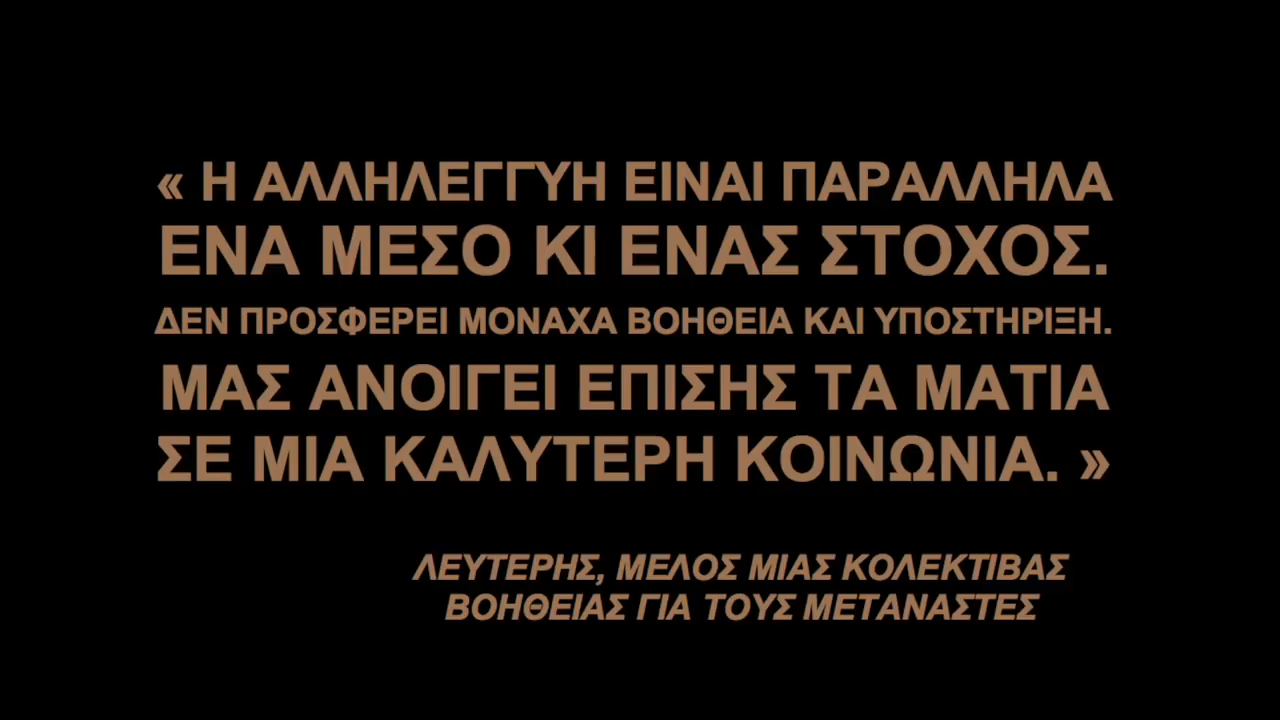 « Η ΑΛΛΗΛΕΓΓΥΗ ΕΙΝΑΙ ΠΑΡΑΛΛΗΛΑ
ΕΝΑ ΜΕΣΟ ΚΙ ΕΝΑΣ ΣΤΟΧΟΣ.
ΔΕΝ ΠΡΟΣΦΕΡΕΙ ΜΟΝΑΧΑ ΒΟΗΘΕΙΑ ΚΑΙ ΥΠΟΣΤΗΡΙΞΗ.
ΜΑΣ ΑΝΟΙΓΕΙ ΕΠΙΣΗΣ ΤΑ ΜΑΤΙΑ
ΣΕ ΜΙΑ ΚΑΛΥΤΕΡΗ ΚΟΙΝΩΝΙΑ. »
ΛΕΥΤΕΡΗΣ, ΜΕΛΟΣ ΜΙΑΣ ΚΟΛΕΚΤΙΒΑΣ
ΒΟΗΘΕΙΑΣ ΓΙΑ ΤΟΥΣ ΜΕΤΑΝΑΣΤΕΣ